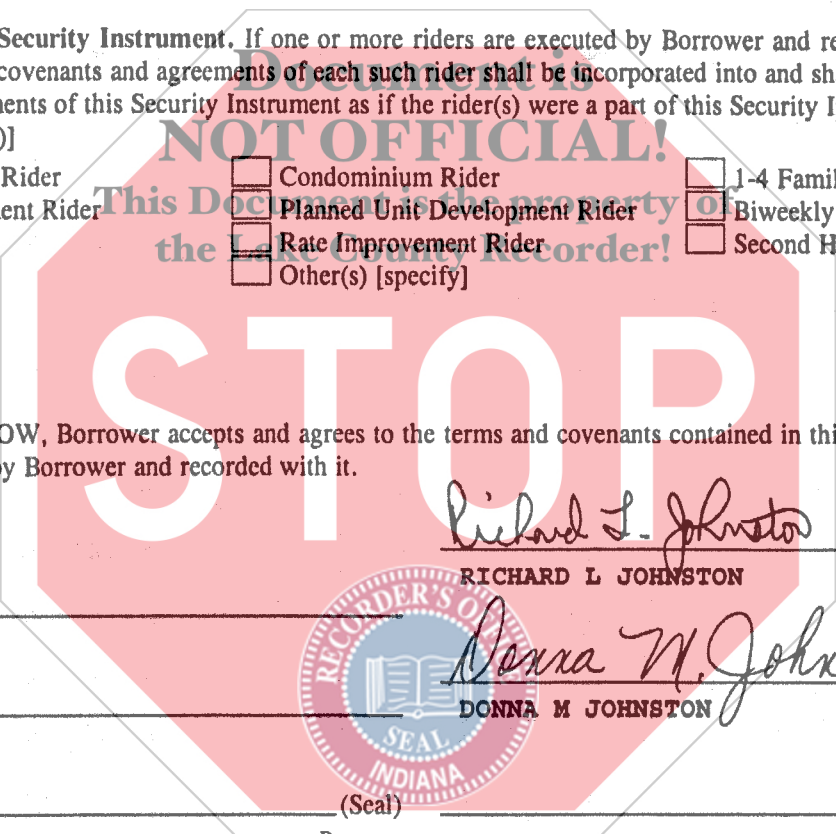 Security Instrument. If one or more riders are executed by Borrower and re
covenants and agreements of each such rider shall be incorporated into and sh
nents of this Security Instrument as if the rider(s) were a part of this Security I
)]
Document is
NOT OFFICIAL!
This Document is the property of
the Lake County Recorder!
Rider Condominium Rider 1-4 Famil
ent Rider Planned Unit Development Rider Biweekly
Rate Improvement Rider Second H
Other(s) [specify]
STOP
OW, Borrower accepts and agrees to the terms and covenants contained in thi
by Borrower and recorded with it.
Richard L. Johnston
RICHARD L JOHNSTON
Donna M. John
DONNA M JOHNSTON
RECORDER'S OFFICE
SEAL
INDIANA
(Seal)